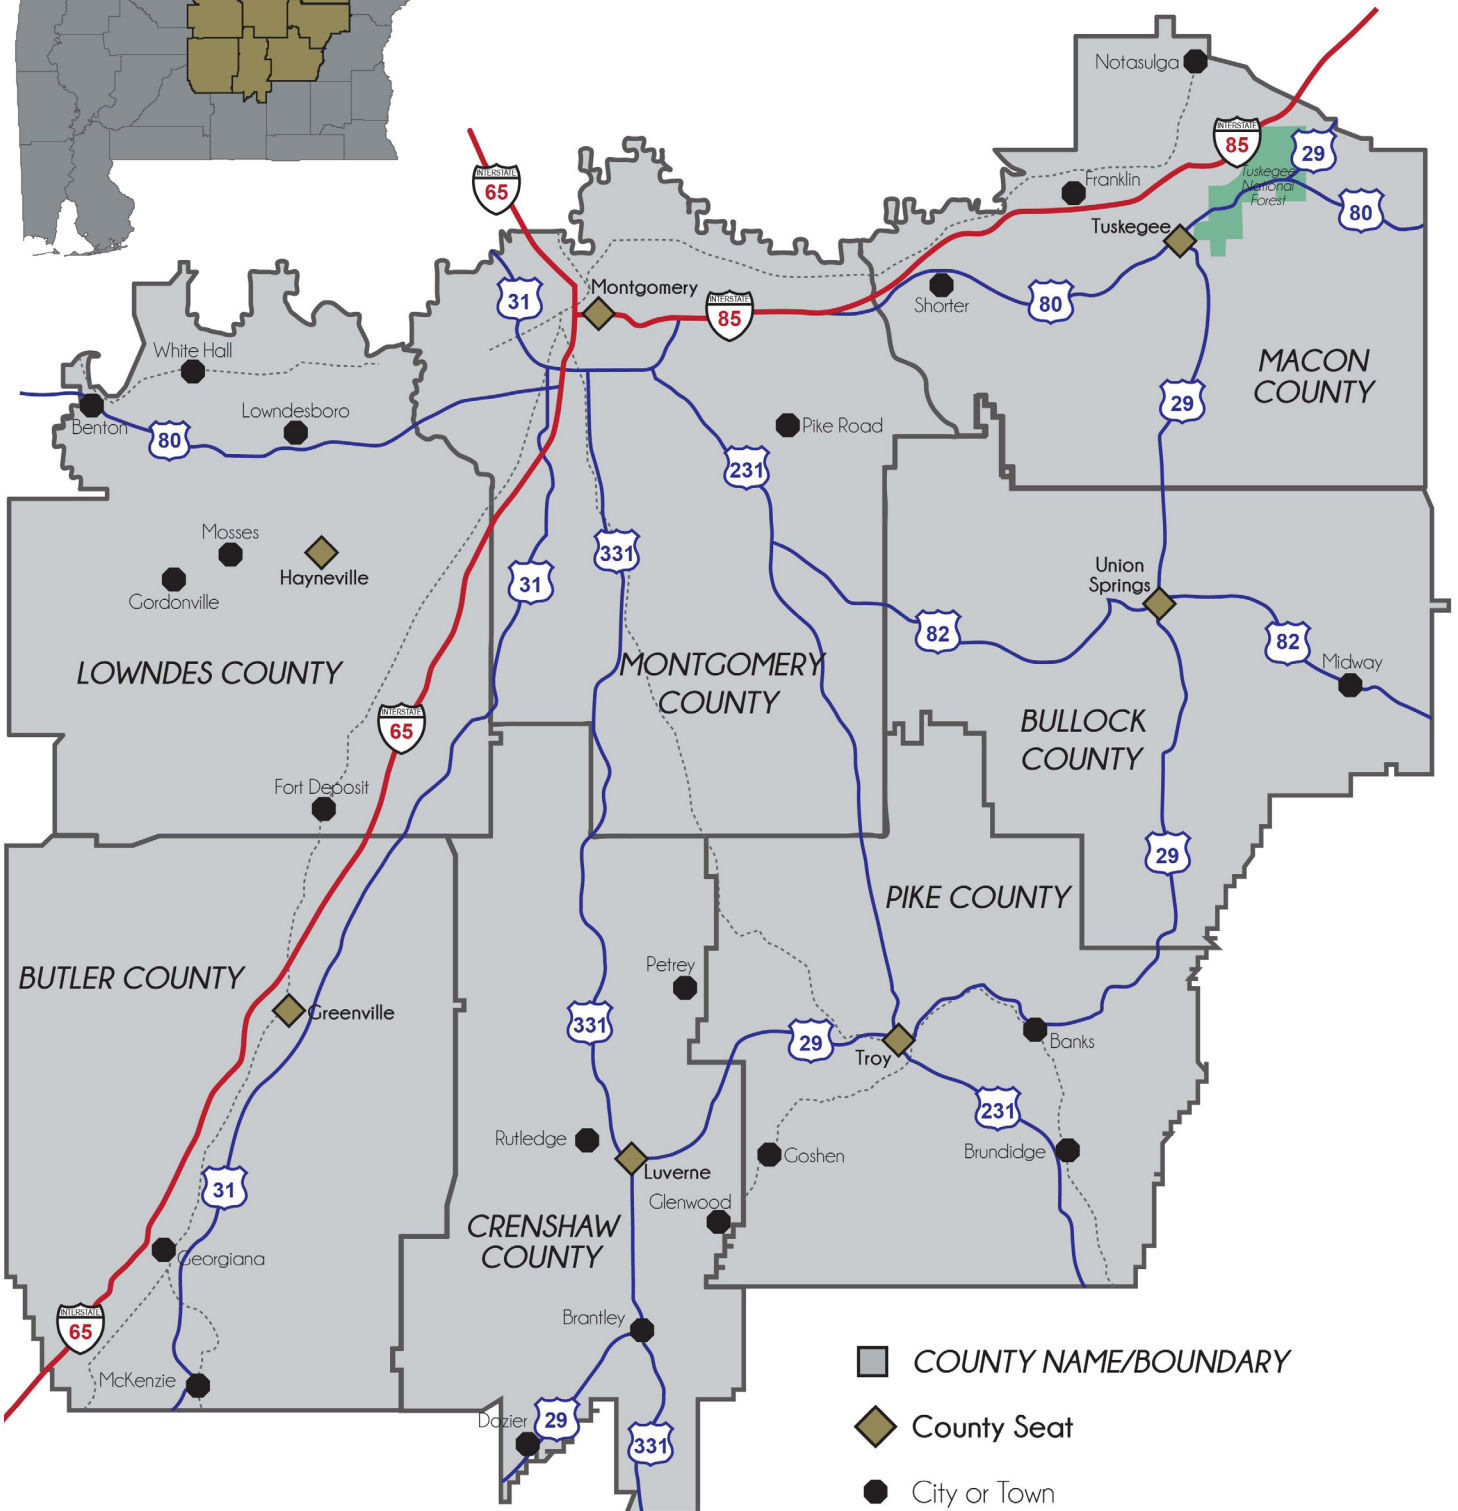 Notasulga
INTERSTATE
85
29
Tuskegee
National
Forest
INTERSTATE
65
Franklin
80
Tuskegee
31
Montgomery
INTERSTATE
85
Shorter
80
White Hall
MACON
COUNTY
29
Benton
80
Lowndesboro
Pike Road
231
Mosses
Hayneville
Gordonville
331
31
Union
Springs
82
82
Midway
LOWNDES COUNTY
MONTGOMERY
COUNTY
INTERSTATE
65
BULLOCK
COUNTY
Fort Deposit
29
PIKE COUNTY
BUTLER COUNTY
Petrey
Greenville
331
29
Troy
Banks
231
Rutledge
Luverne
Goshen
Brundidge
31
Glenwood
CRENSHAW
COUNTY
Georgiana
INTERSTATE
65
Brantley
McKenzie
Dozier
29
331
COUNTY NAME/BOUNDARY
County Seat
City or Town